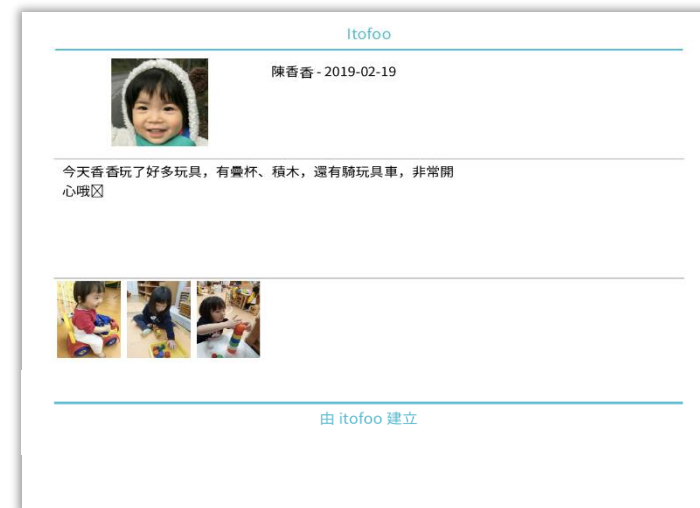 Itofoo
陳香香 - 2019-02-19
今天香香玩了好多玩具，有疊杯、積木，還有騎玩具車，非常開
心哦
由 itofoo 建立